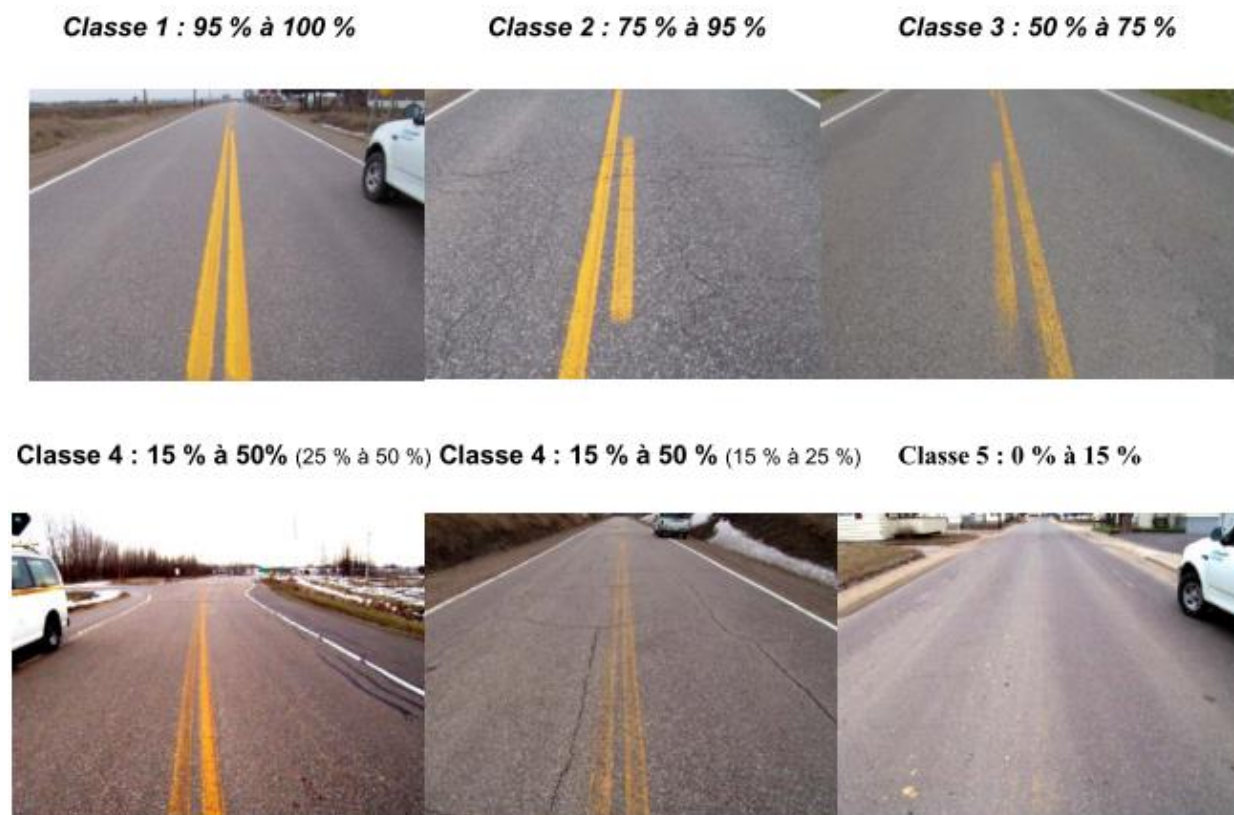 Classe 1 : 95 % à 100 %
Classe 2 : 75 % à 95 %
Classe 3 : 50 % à 75 %
Classe 4 : 15 % à 50% (25 % à 50 %)
Classe 4 : 15 % à 50 % (15 % à 25 %)
Classe 5 : 0 % à 15 %